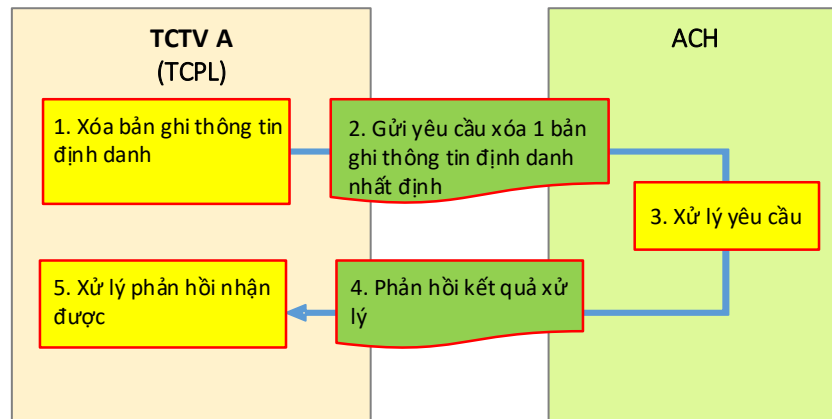 TCTV A
(TCPL)
ACH
1. Xóa bản ghi thông tin
định danh
2. Gửi yêu cầu xóa 1 bản
ghi thông tin định danh
nhất định
3. Xử lý yêu cầu
4. Phản hồi kết quả xử
lý
5. Xử lý phản hồi nhận
được